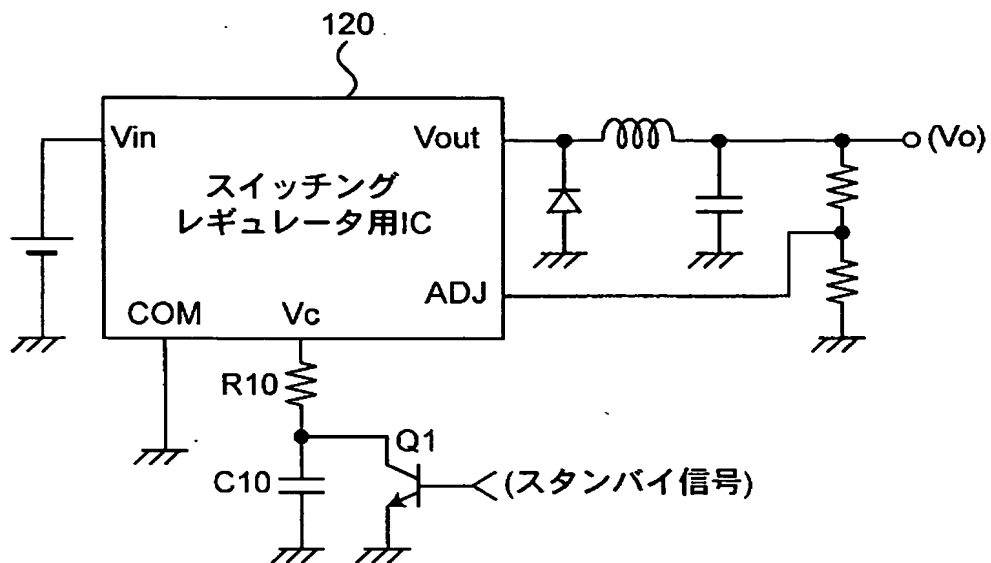 120
Vin
Vout
(Vo)
スイッチング
レギュレータ用IC
ADJ
COM
Vc
R10
Q1
C10
(スタンバイ信号)